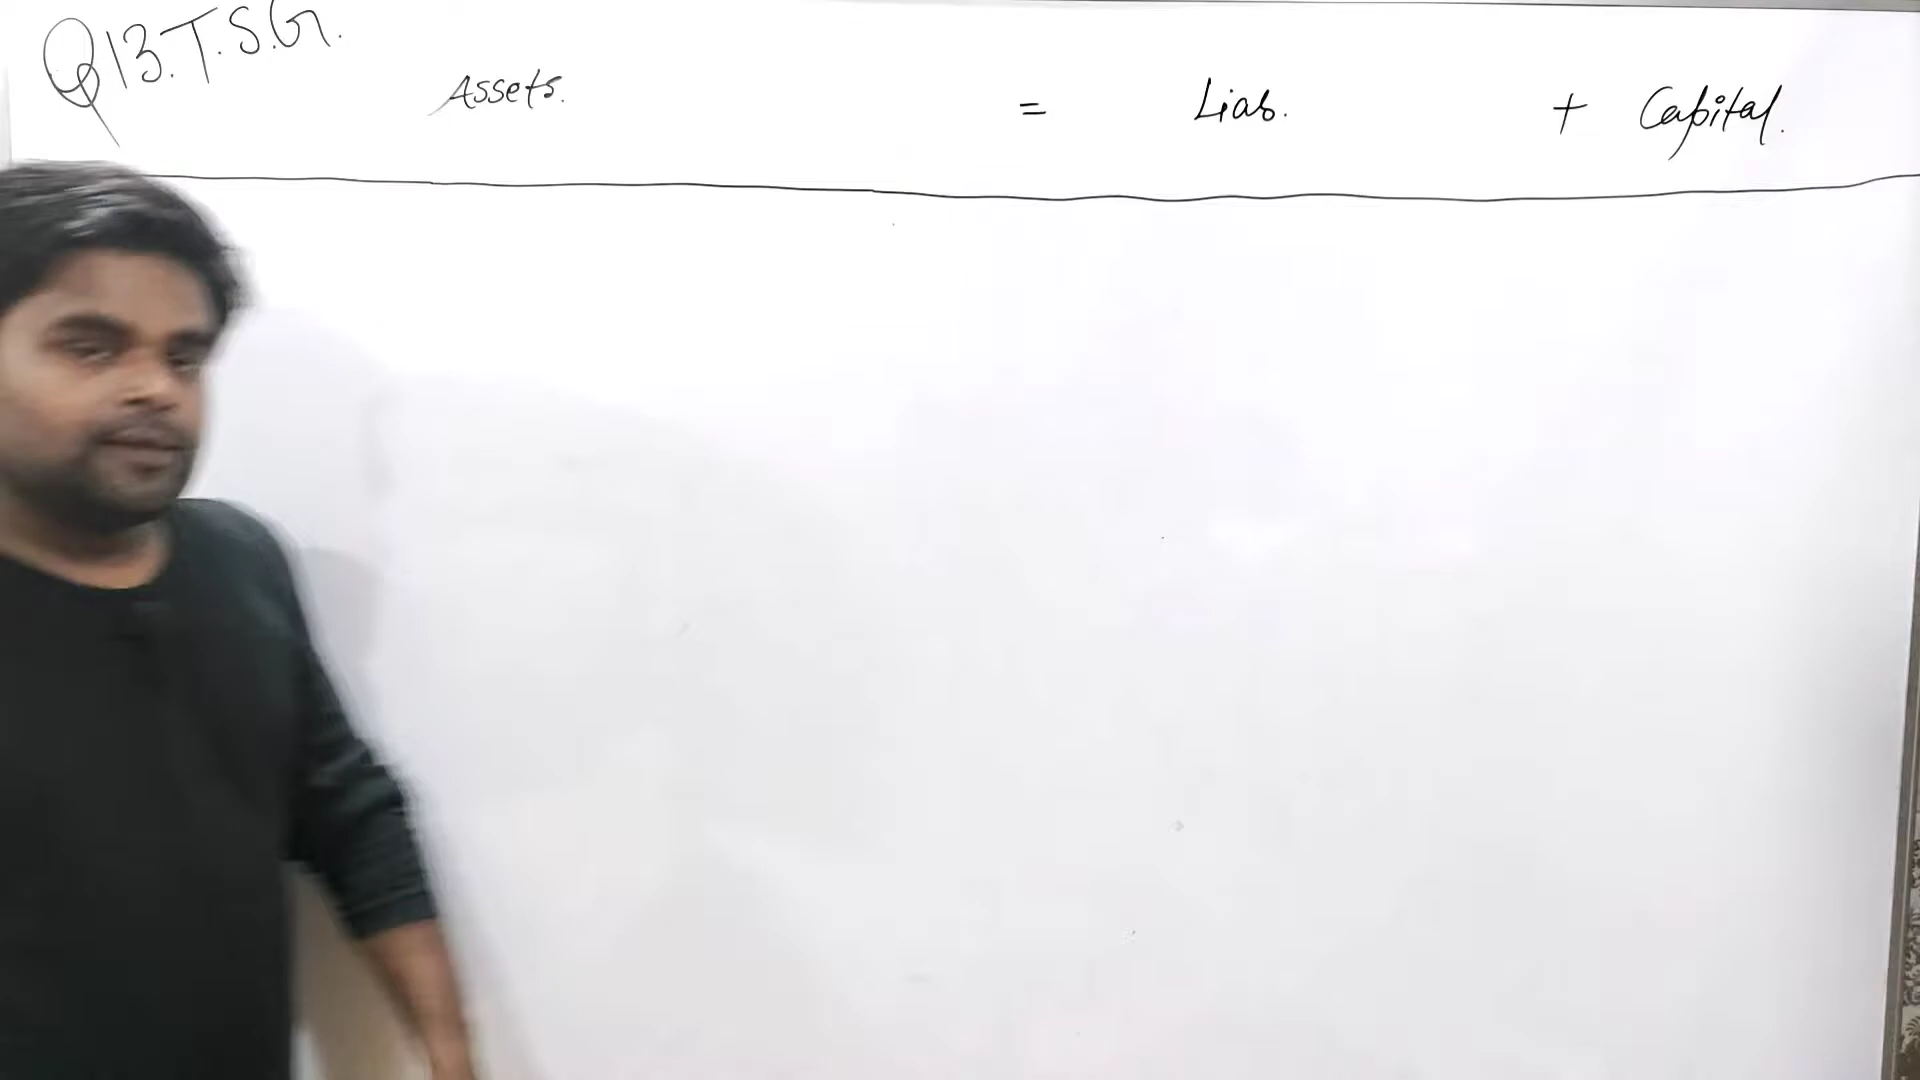 Q13. T.S.G.
Assets. = Liab. + Capital.